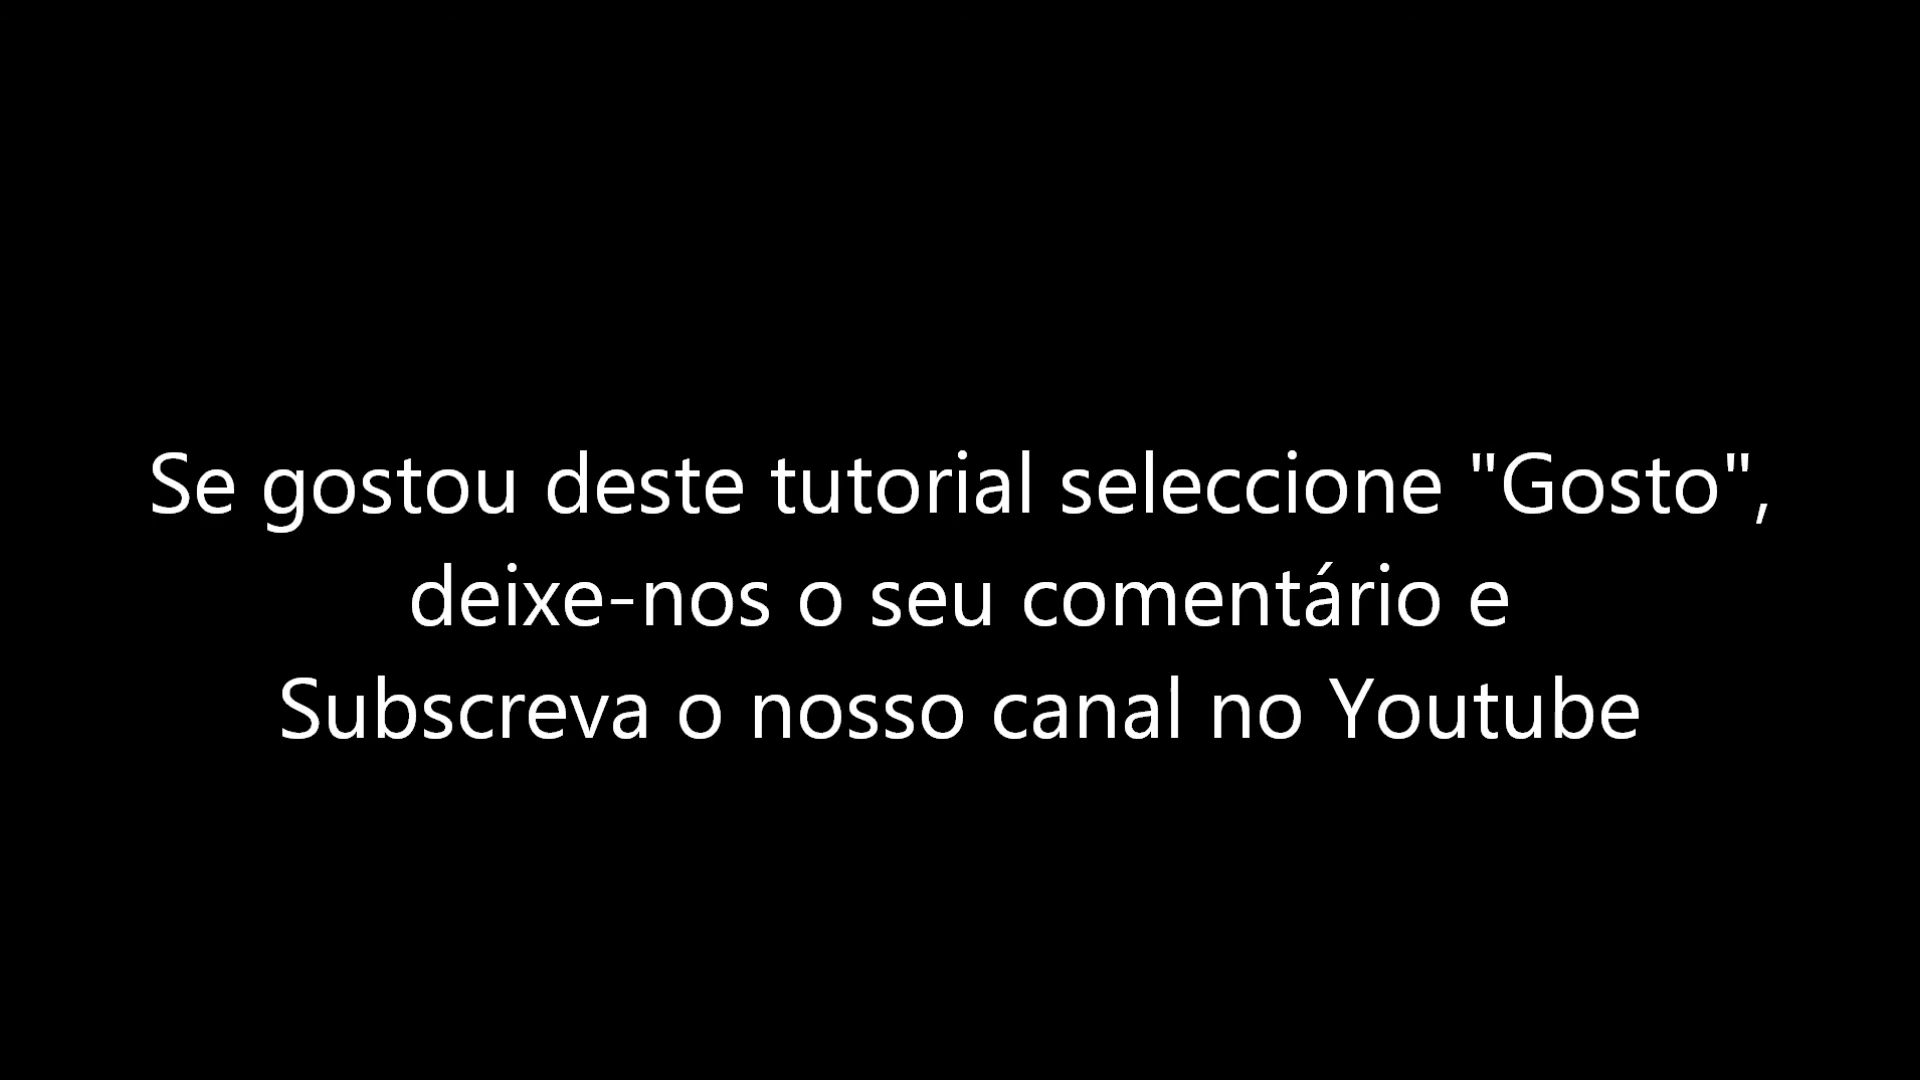 Se gostou deste tutorial seleccione "Gosto",
deixe-nos o seu comentário e
Subscreva o nosso canal no Youtube